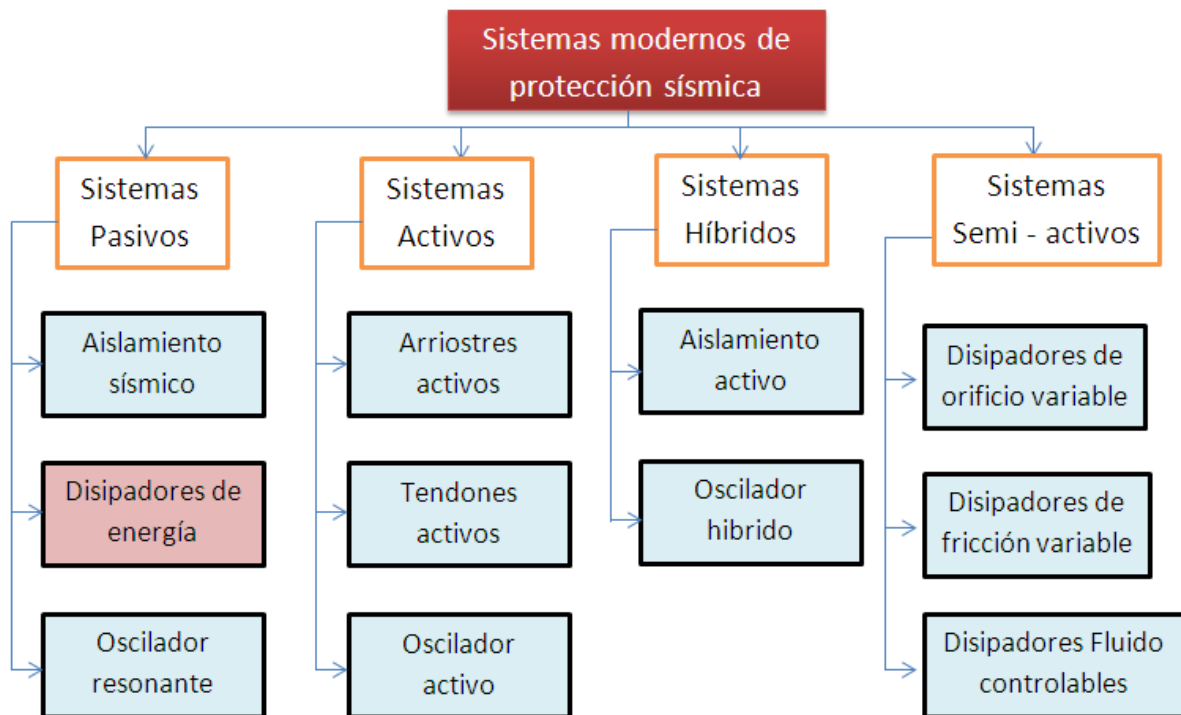 Sistemas modernos de
protección sísmica
Sistemas
Pasivos
Sistemas
Activos
Sistemas
Híbridos
Sistemas
Semi - activos
Aislamiento
sísmico
Disipadores de
energía
Oscilador
resonante
Arriostres
activos
Tendones
activos
Oscilador
activo
Aislamiento
activo
Oscilador
hibrido
Disipadores de
orificio variable
Disipadores de
fricción variable
Disipadores Fluido
controlables